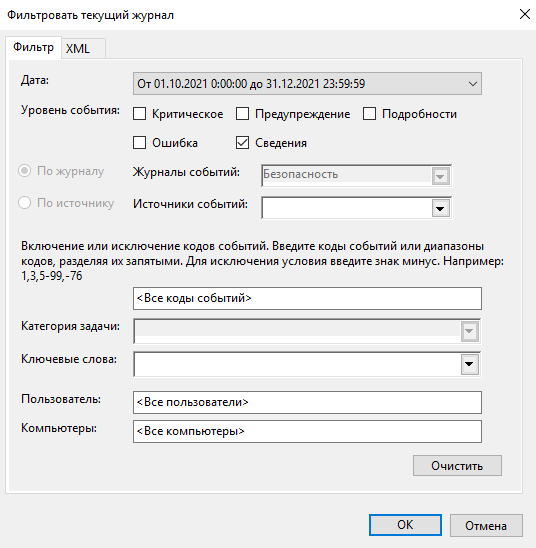 Фильтровать текущий журнал
Фильтр XML
Дата: От 01.10.2021 0:00:00 до 31.12.2021 23:59:59
Уровень события: Критическое Предупреждение Подробности
Ошибка Сведения
По журналу Журналы событий: Безопасность
По источнику Источники событий:
Включение или исключение кодов событий. Введите коды событий или диапазоны
кодов, разделяя их запятыми. Для исключения условия введите знак минус. Например:
1,3,5-99,-76
<Все коды событий>
Категория задачи:
Ключевые слова:
Пользователь: <Все пользователи>
Компьютеры: <Все компьютеры>
Очистить
OK Отмена